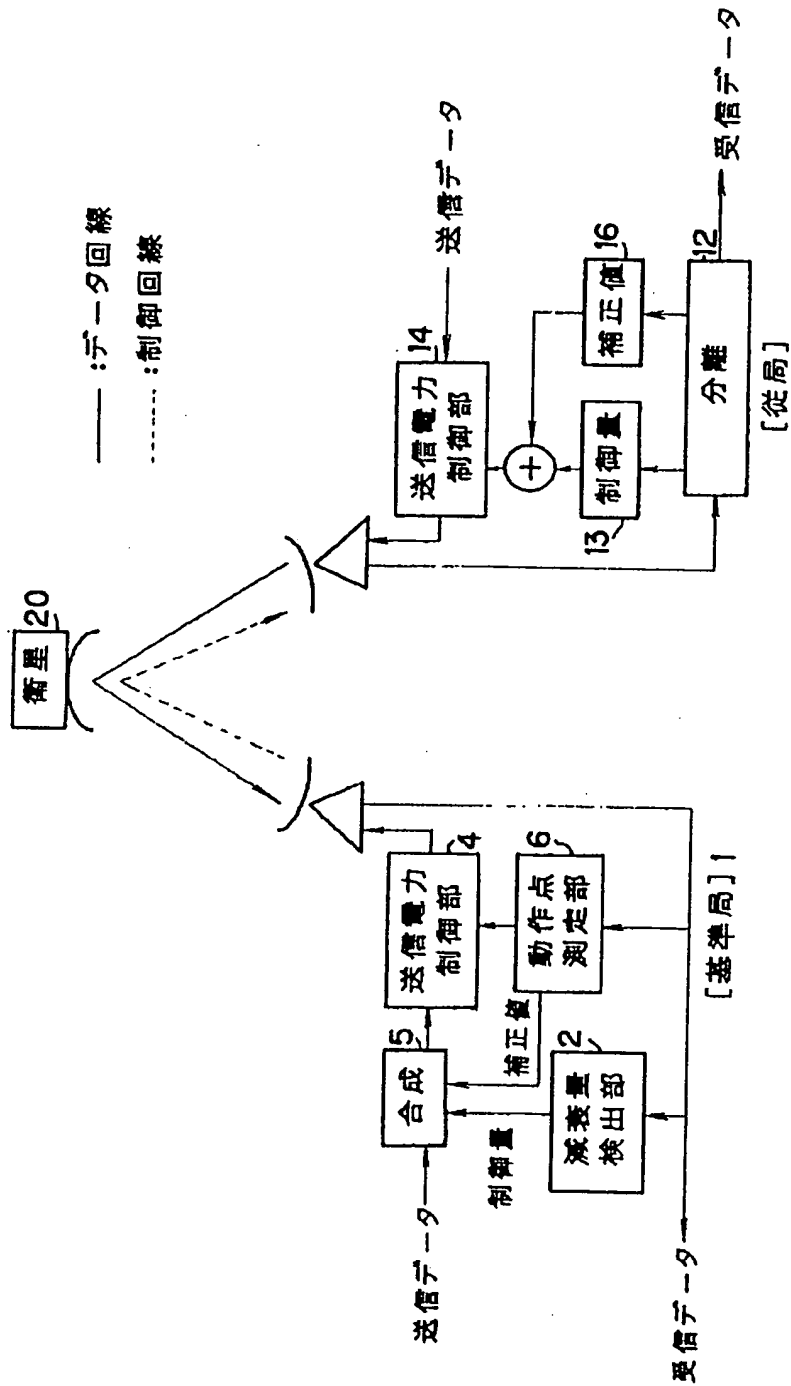 衛星 20
——:データ回線
-----:制御回線
送信データ
合成 5
送信電力
制御部 4
制御量
補正値
減衰量
検出部 2
動作点
測定部 6
受信データ
[基準局]1
送信データ
送信電力
制御部 14
+
13 制御量
補正値 16
分離 12
受信データ
[従局]